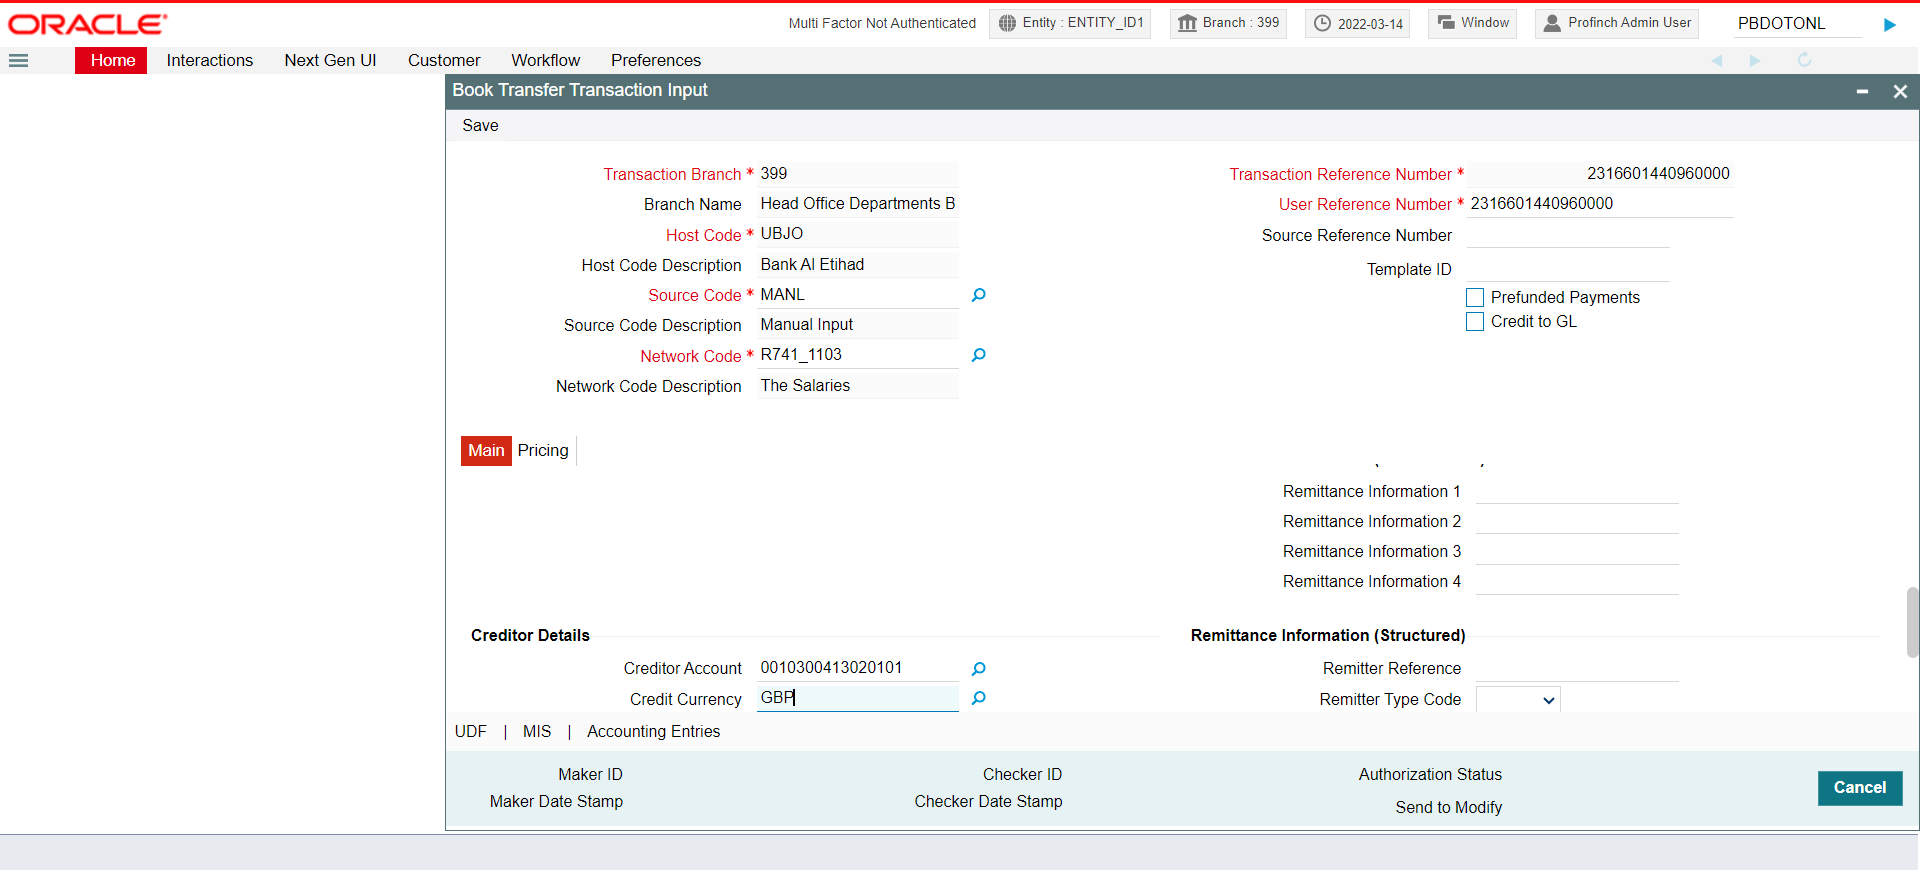 ORACLE
Multi Factor Not Authenticated
Entity : ENTITY_ID1
Branch : 399
2022-03-14
Window
Profinch Admin User
PBDOTONL
Home
Interactions
Next Gen UI
Customer
Workflow
Preferences
Book Transfer Transaction Input
Save
Transaction Branch * 399
Branch Name Head Office Departments B
Host Code * UBJO
Host Code Description Bank Al Etihad
Source Code * MANL
Source Code Description Manual Input
Network Code * R741_1103
Network Code Description The Salaries
Transaction Reference Number * 2316601440960000
User Reference Number * 2316601440960000
Source Reference Number
Template ID
Prefunded Payments
Credit to GL
Main
Pricing
Remittance Information 1
Remittance Information 2
Remittance Information 3
Remittance Information 4
Creditor Details
Creditor Account 0010300413020101
Credit Currency GBP
Remittance Information (Structured)
Remitter Reference
Remitter Type Code
UDF | MIS | Accounting Entries
Maker ID
Maker Date Stamp
Checker ID
Checker Date Stamp
Authorization Status
Send to Modify
Cancel